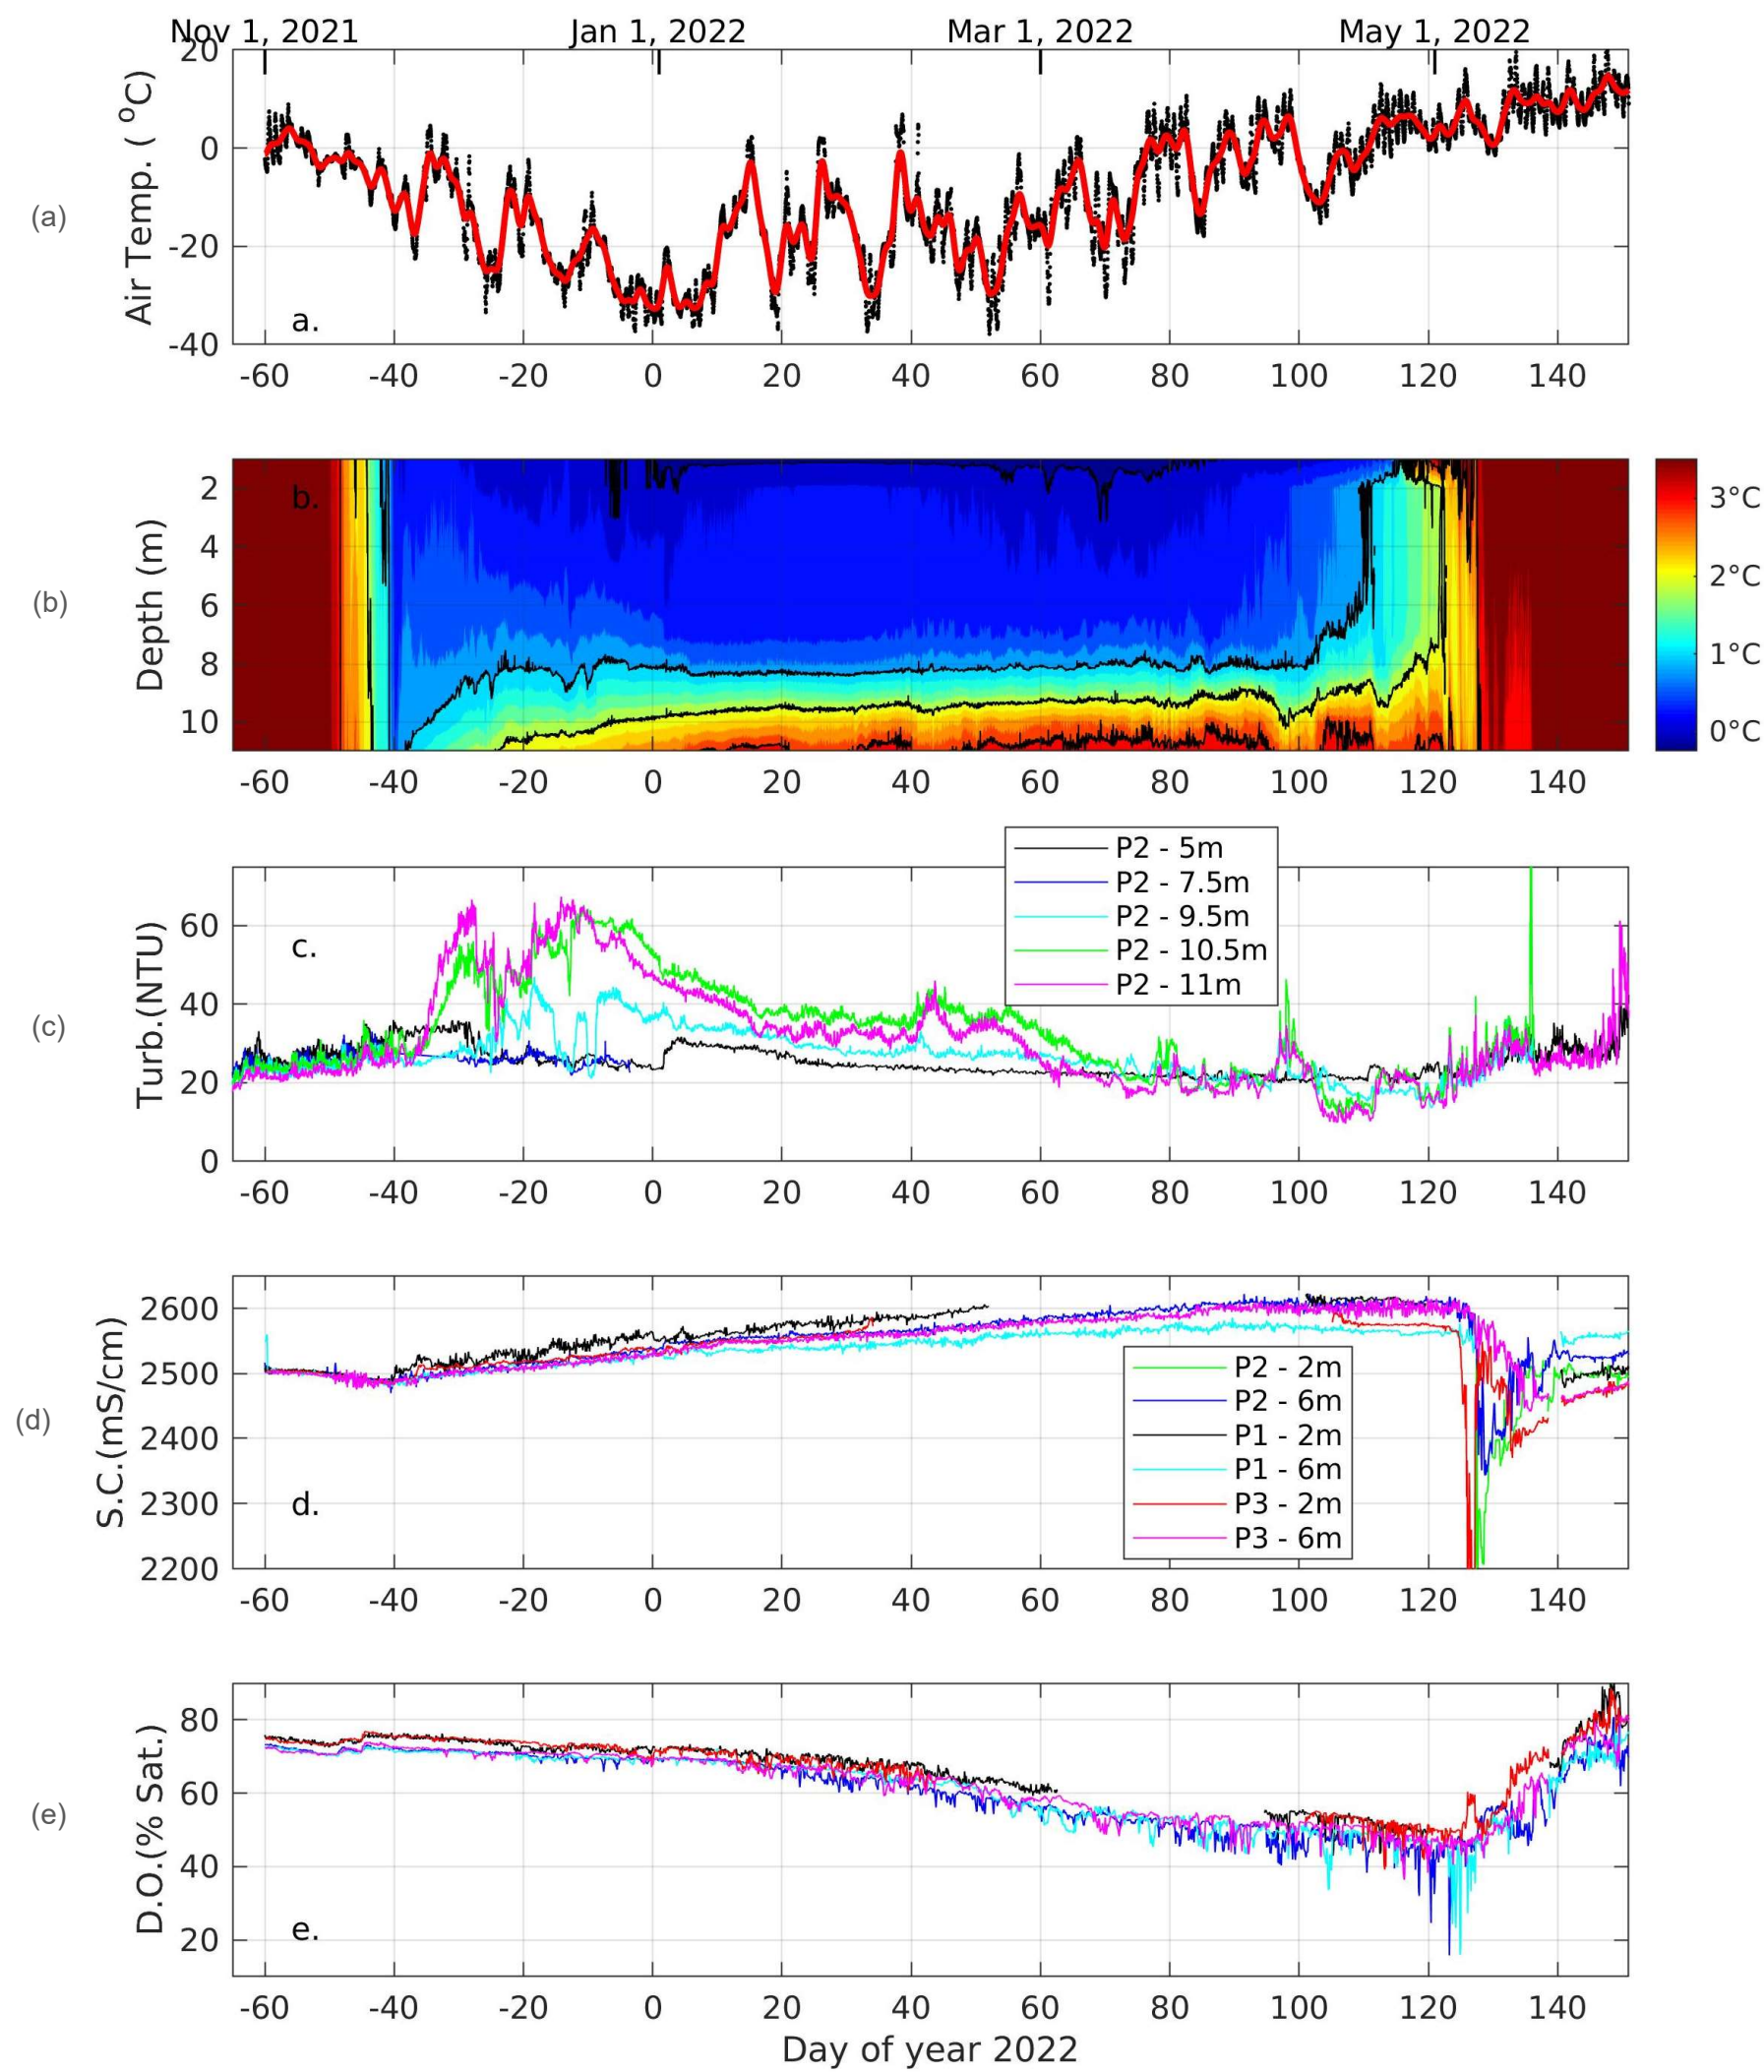 Nov 1, 2021 Jan 1, 2022 Mar 1, 2022 May 1, 2022
20
0
-20
-40
Air Temp. ( oC)
(a)
a.
-60 -40 -20 0 20 40 60 80 100 120 140
2
4
6
8
10
Depth (m)
(b)
b.
3°C
2°C
1°C
0°C
-60 -40 -20 0 20 40 60 80 100 120 140
P2 - 5m
P2 - 7.5m
P2 - 9.5m
P2 - 10.5m
P2 - 11m
60
40
20
0
Turb.(NTU)
(c)
c.
-60 -40 -20 0 20 40 60 80 100 120 140
2600
2500
2400
2300
2200
S.C.(mS/cm)
(d)
d.
P2 - 2m
P2 - 6m
P1 - 2m
P1 - 6m
P3 - 2m
P3 - 6m
-60 -40 -20 0 20 40 60 80 100 120 140
80
60
40
20
D.O.(% Sat.)
(e)
e.
-60 -40 -20 0 20 40 60 80 100 120 140
Day of year 2022